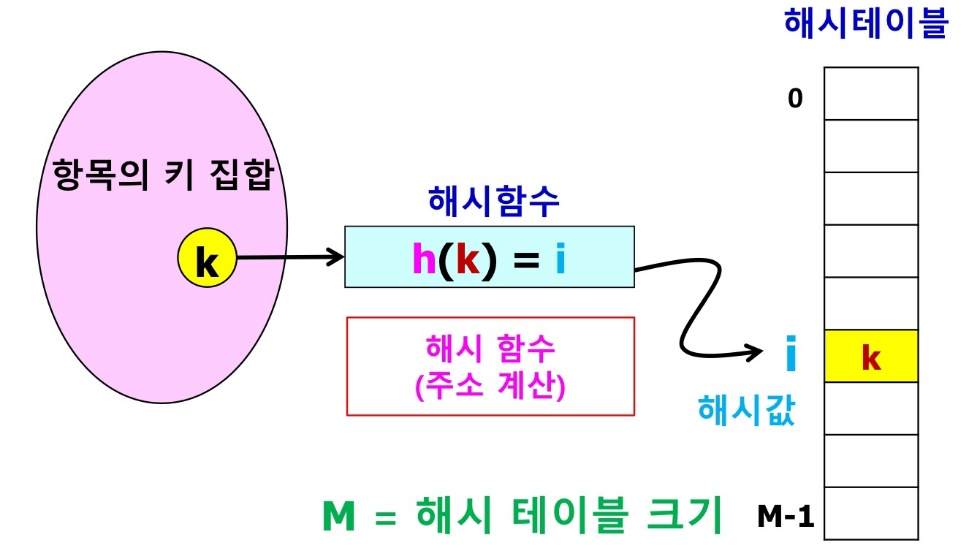 해시테이블
0
항목의 키 집합
해시함수
k
h(k) = i
해시 함수
(주소 계산)
i
k
해시값
M = 해시 테이블 크기
M-1